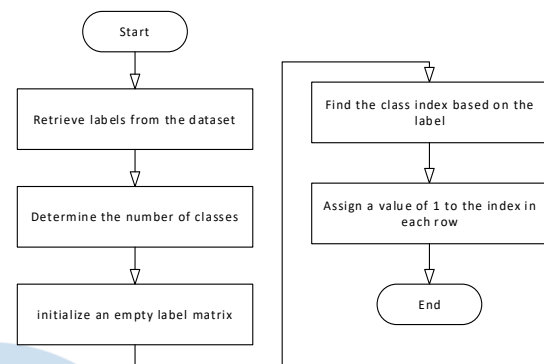 Start
Retrieve labels from the dataset
Determine the number of classes
initialize an empty label matrix
Find the class index based on the
label
Assign a value of 1 to the index in
each row
End